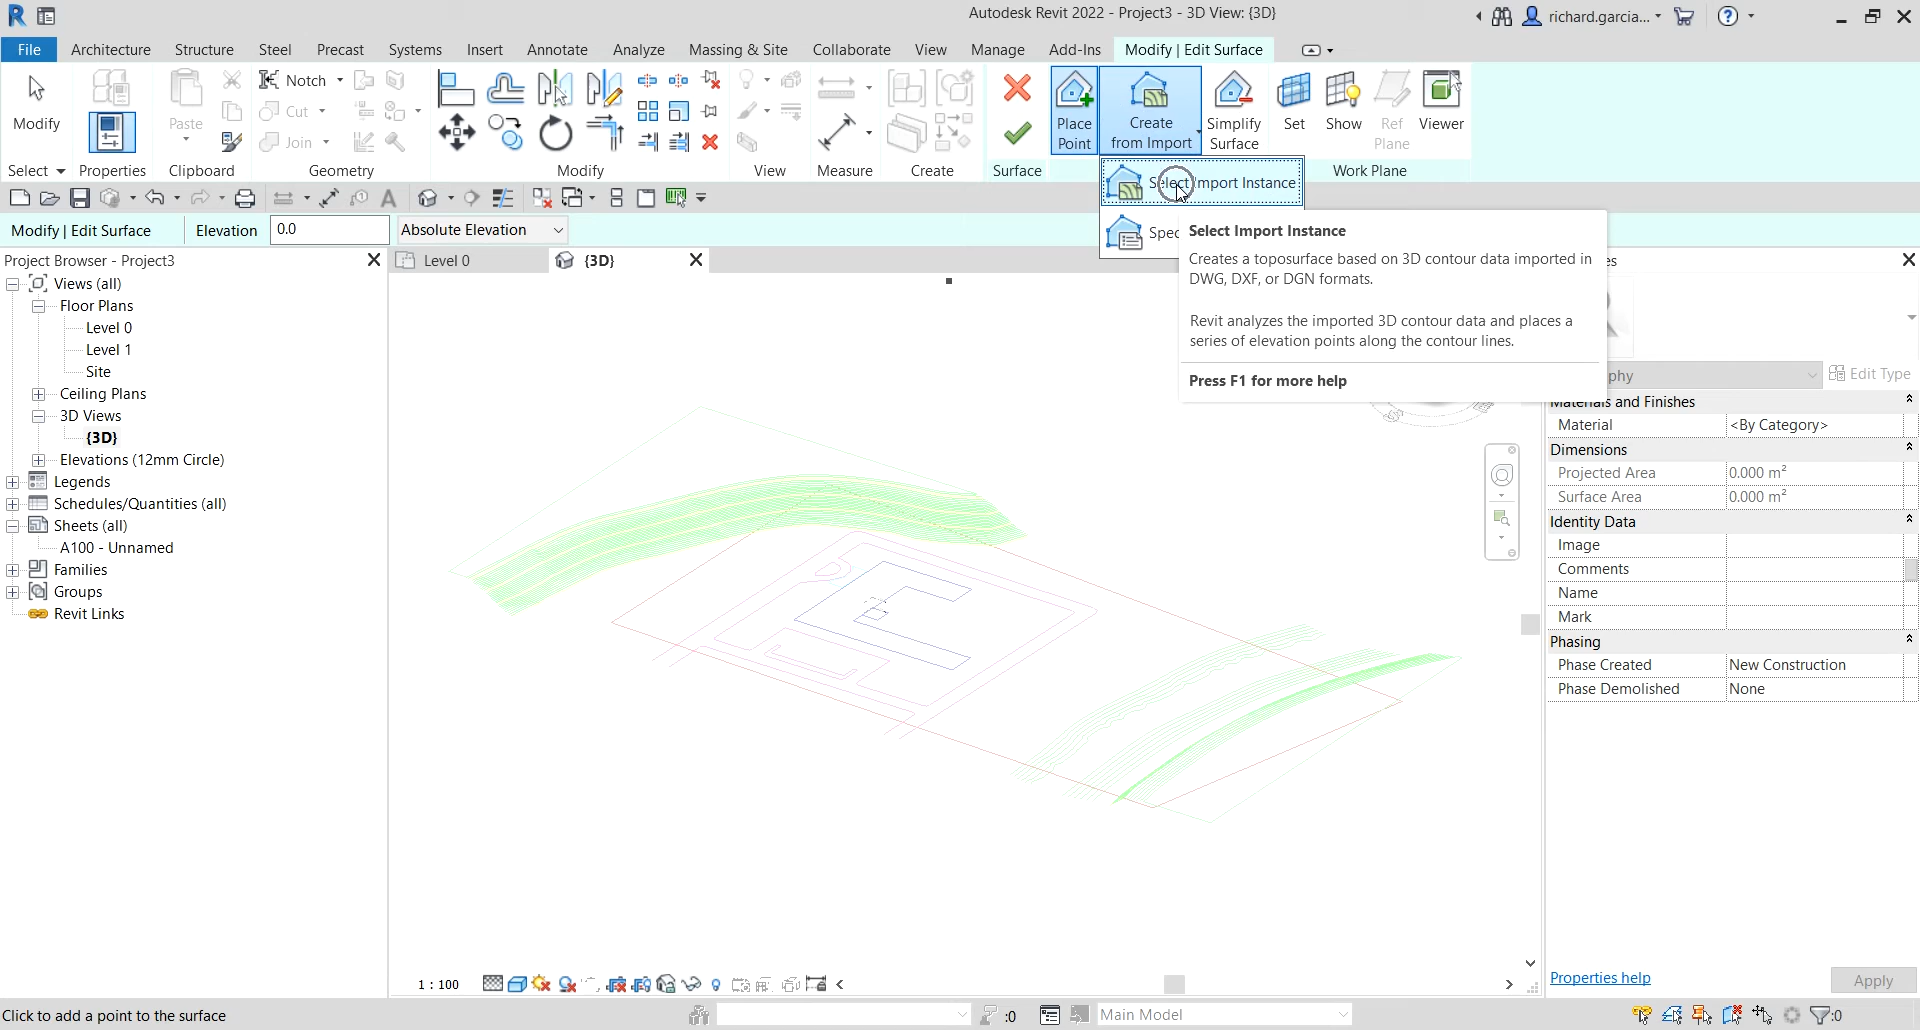 Autodesk Revit 2022 - Project3 - 3D View: {3D}
richard.garcia...
File
Architecture
Structure
Steel
Precast
Systems
Insert
Annotate
Analyze
Massing & Site
Collaborate
View
Manage
Add-Ins
Modify | Edit Surface
Modify
Paste
Notch
Cut
Join
Place
Point
Create
from Import
Simplify
Surface
Set
Show
Ref
Plane
Viewer
Select
Properties
Clipboard
Geometry
Modify
View
Measure
Create
Surface
Work Plane
Select Import Instance
Modify | Edit Surface
Elevation
0.0
Absolute Elevation
Spec
Select Import Instance
Creates a toposurface based on 3D contour data imported in
DWG, DXF, or DGN formats.
Revit analyzes the imported 3D contour data and places a
series of elevation points along the contour lines.
Press F1 for more help
Project Browser - Project3
Level 0
{3D}
es
Views (all)
Floor Plans
Level 0
Level 1
Site
Ceiling Plans
3D Views
{3D}
Elevations (12mm Circle)
Legends
Schedules/Quantities (all)
Sheets (all)
A100 - Unnamed
Families
Groups
Revit Links
phy
Edit Type
Materials and Finishes
Material
<By Category>
Dimensions
Projected Area
0.000 m²
Surface Area
0.000 m²
Identity Data
Image
Comments
Name
Mark
Phasing
Phase Created
New Construction
Phase Demolished
None
Properties help
Apply
1 : 100
Click to add a point to the surface
:0
Main Model
:0